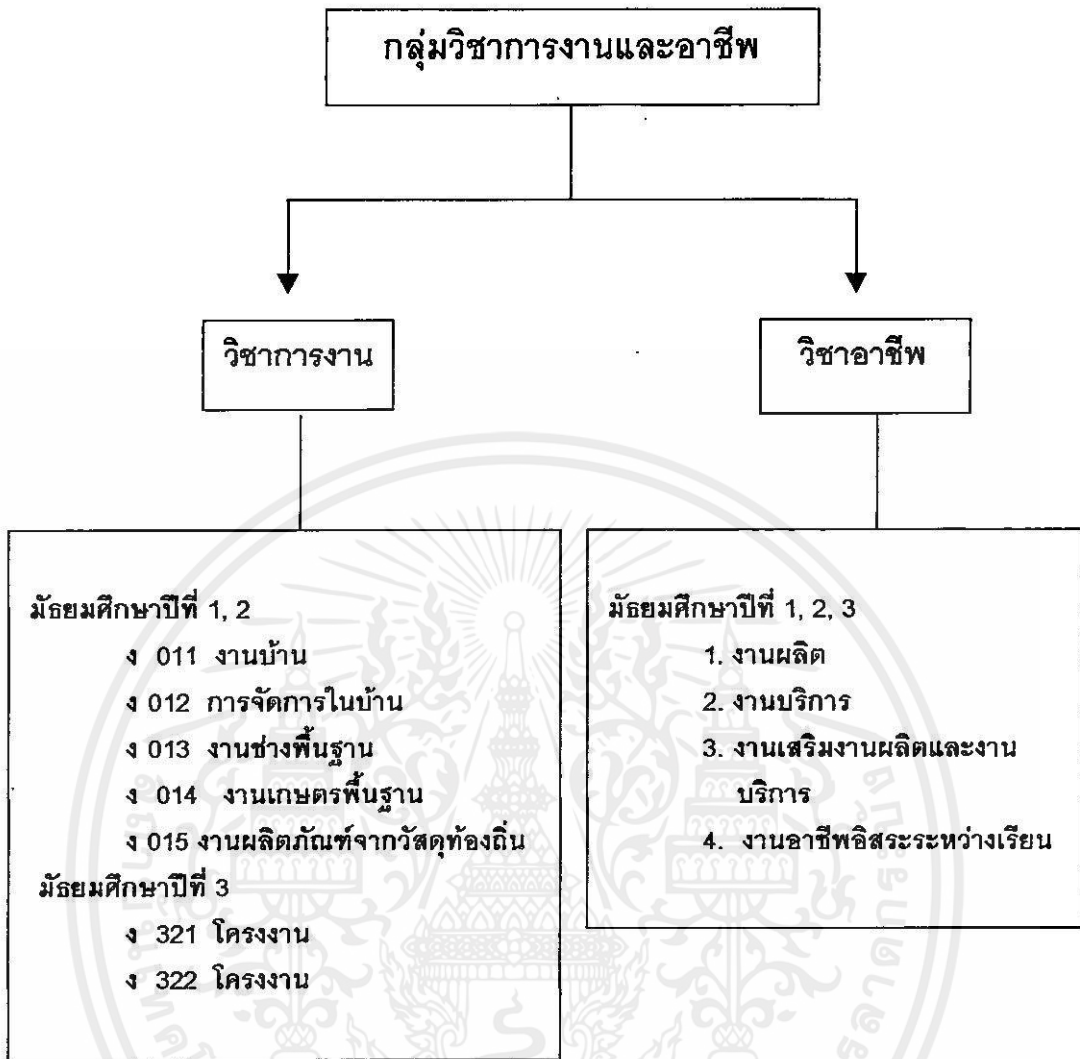 กลุ่มวิชาการงานและอาชีพ
วิชาการงาน
วิชาอาชีพ
มัธยมศึกษาปีที่ 1, 2
ง 011 งานบ้าน
ง 012 การจัดการในบ้าน
ง 013 งานช่างพื้นฐาน
ง 014 งานเกษตรพื้นฐาน
ง 015 งานผลิตภัณฑ์จากวัสดุท้องถิ่น
มัธยมศึกษาปีที่ 3
ง 321 โครงงาน
ง 322 โครงงาน
มัธยมศึกษาปีที่ 1, 2, 3
1. งานผลิต
2. งานบริการ
3. งานเสริมงานผลิตและงาน
บริการ
4. งานอาชีพอิสระระหว่างเรียน